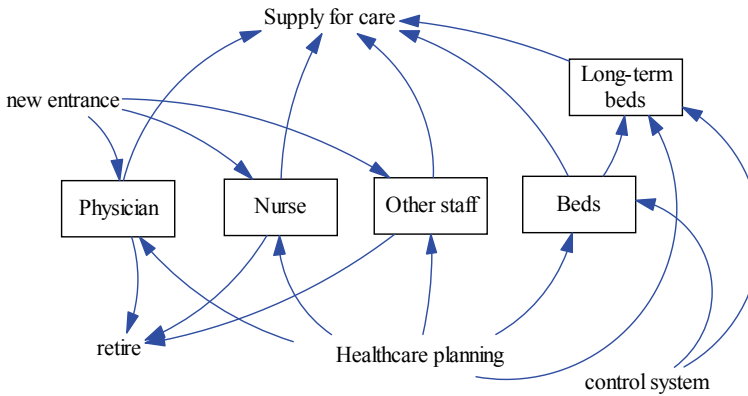 Supply for care
Long-term
beds
new entrance
Physician
Nurse
Other staff
Beds
retire
Healthcare planning
control system